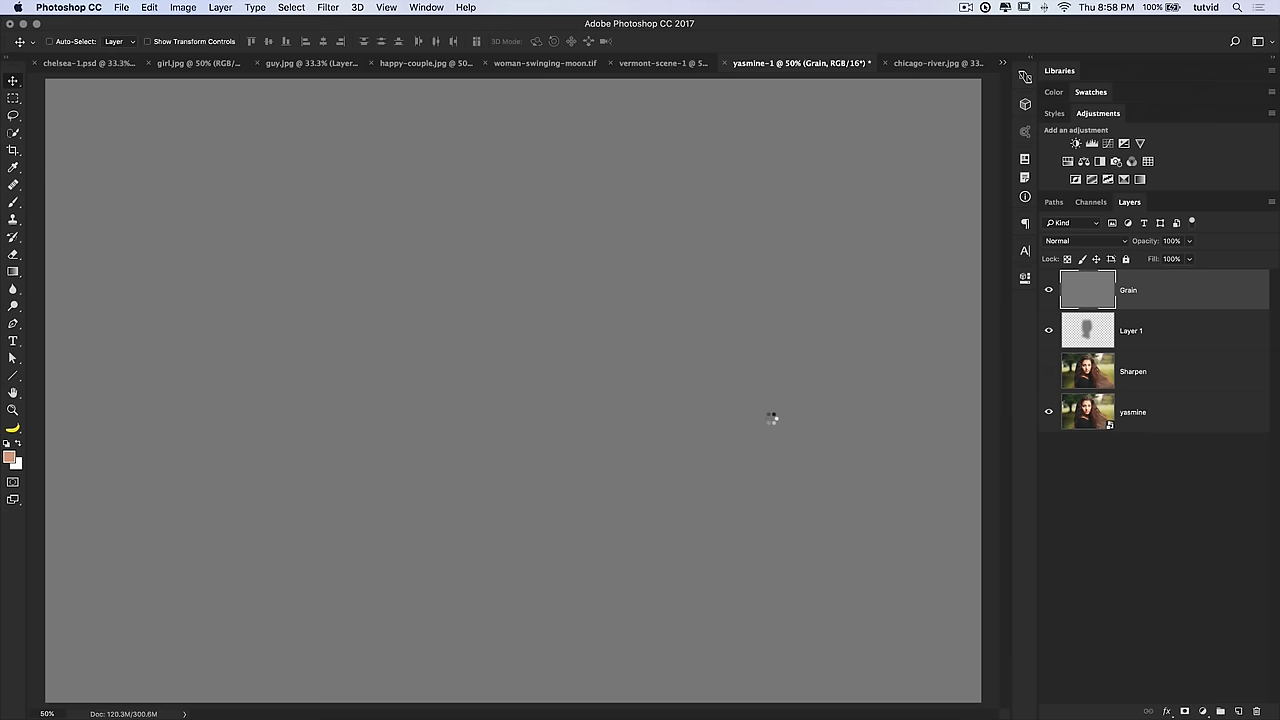 Photoshop CC File Edit Image Layer Type Select Filter 3D View Window Help Thu 8:58 PM 100% tutvid
Adobe Photoshop CC 2017
Auto-Select: Layer Show Transform Controls 3D Mode:
chelsea-1.psd @ 33.3%... girl.jpg @ 50% (RGB/... guy.jpg @ 33.3% (Layer... happy-couple.jpg @ 50... woman-swinging-moon.tif vermont-scene-1 @ 5... yasmine-1 @ 50% (Grain, RGB/16*) * chicago-river.jpg @ 33...
Libraries
Color Swatches
Styles Adjustments
Add an adjustment
Paths Channels Layers
Kind
Normal Opacity: 100%
Lock: Fill: 100%
Grain
Layer 1
Sharpen
yasmine
50% Doc: 120.3M/300.6M